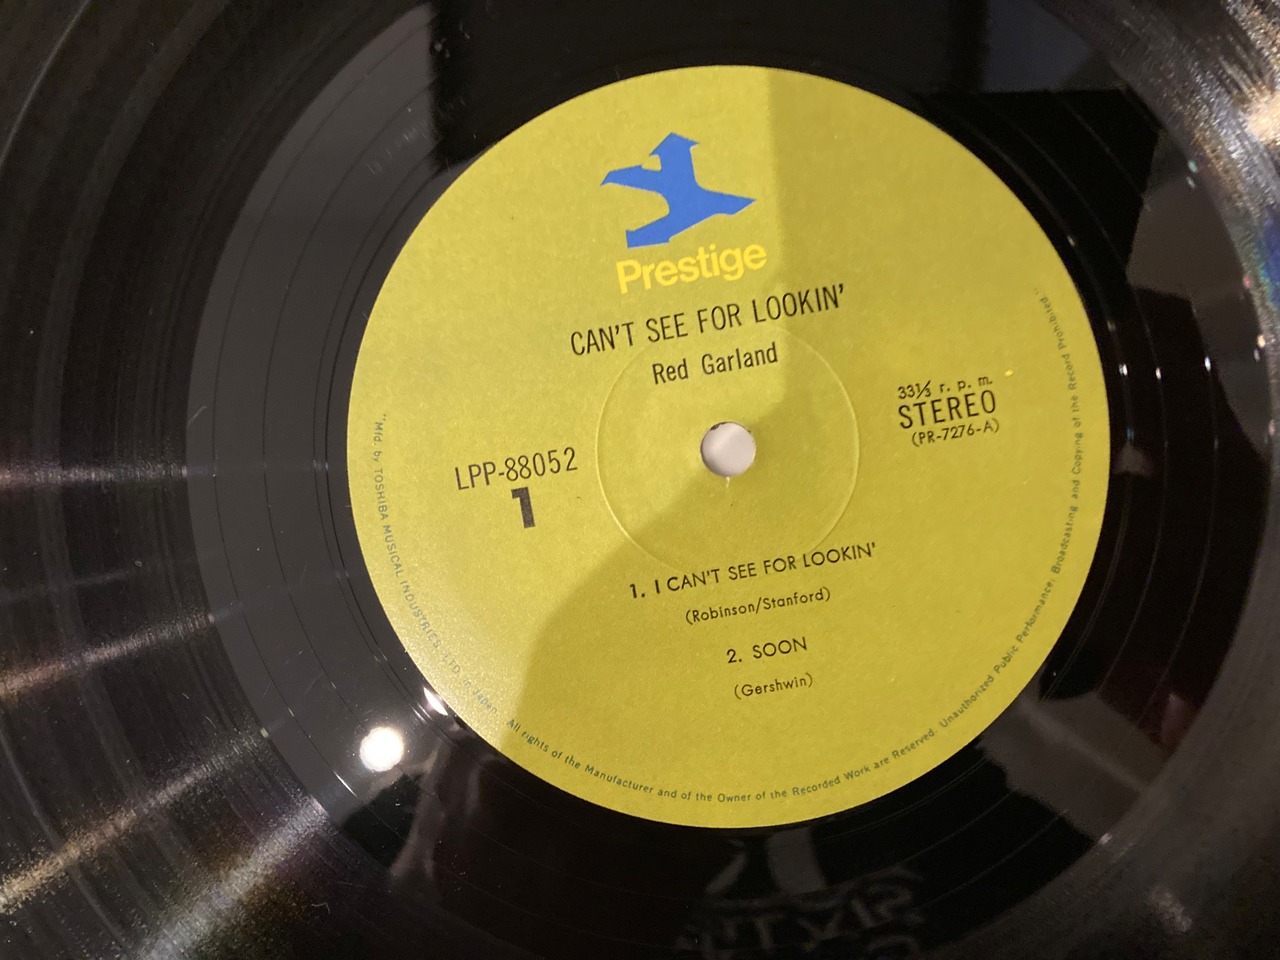 Prestige
CAN'T SEE FOR LOOKIN'
Red Garland
33⅓ r. p. m.
STEREO
(PR-7276-A)
LPP-88052
1
1. I CAN'T SEE FOR LOOKIN'
(Robinson/Stanford)
2. SOON
(Gershwin)
"Mfd. by TOSHIBA MUSICAL INDUSTRIES, LTD. in Japan. All rights of the Manufacturer and of the Owner of the Recorded Work are Reserved. Unauthorized Public Performance, Broadcasting and Copying of the Record Prohibited."